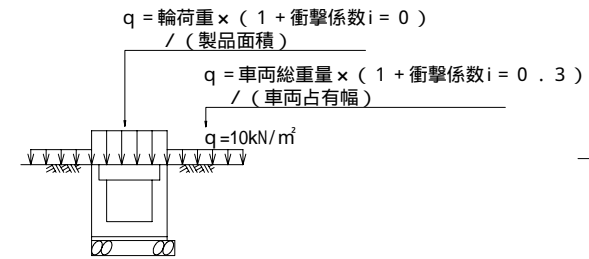 q =輪荷重×(1+衝撃係数i=0)
/(製品面積)
q =車両総重量×(1+衝撃係数i=0.3)
/(車両占有幅)
q =10kN/㎡